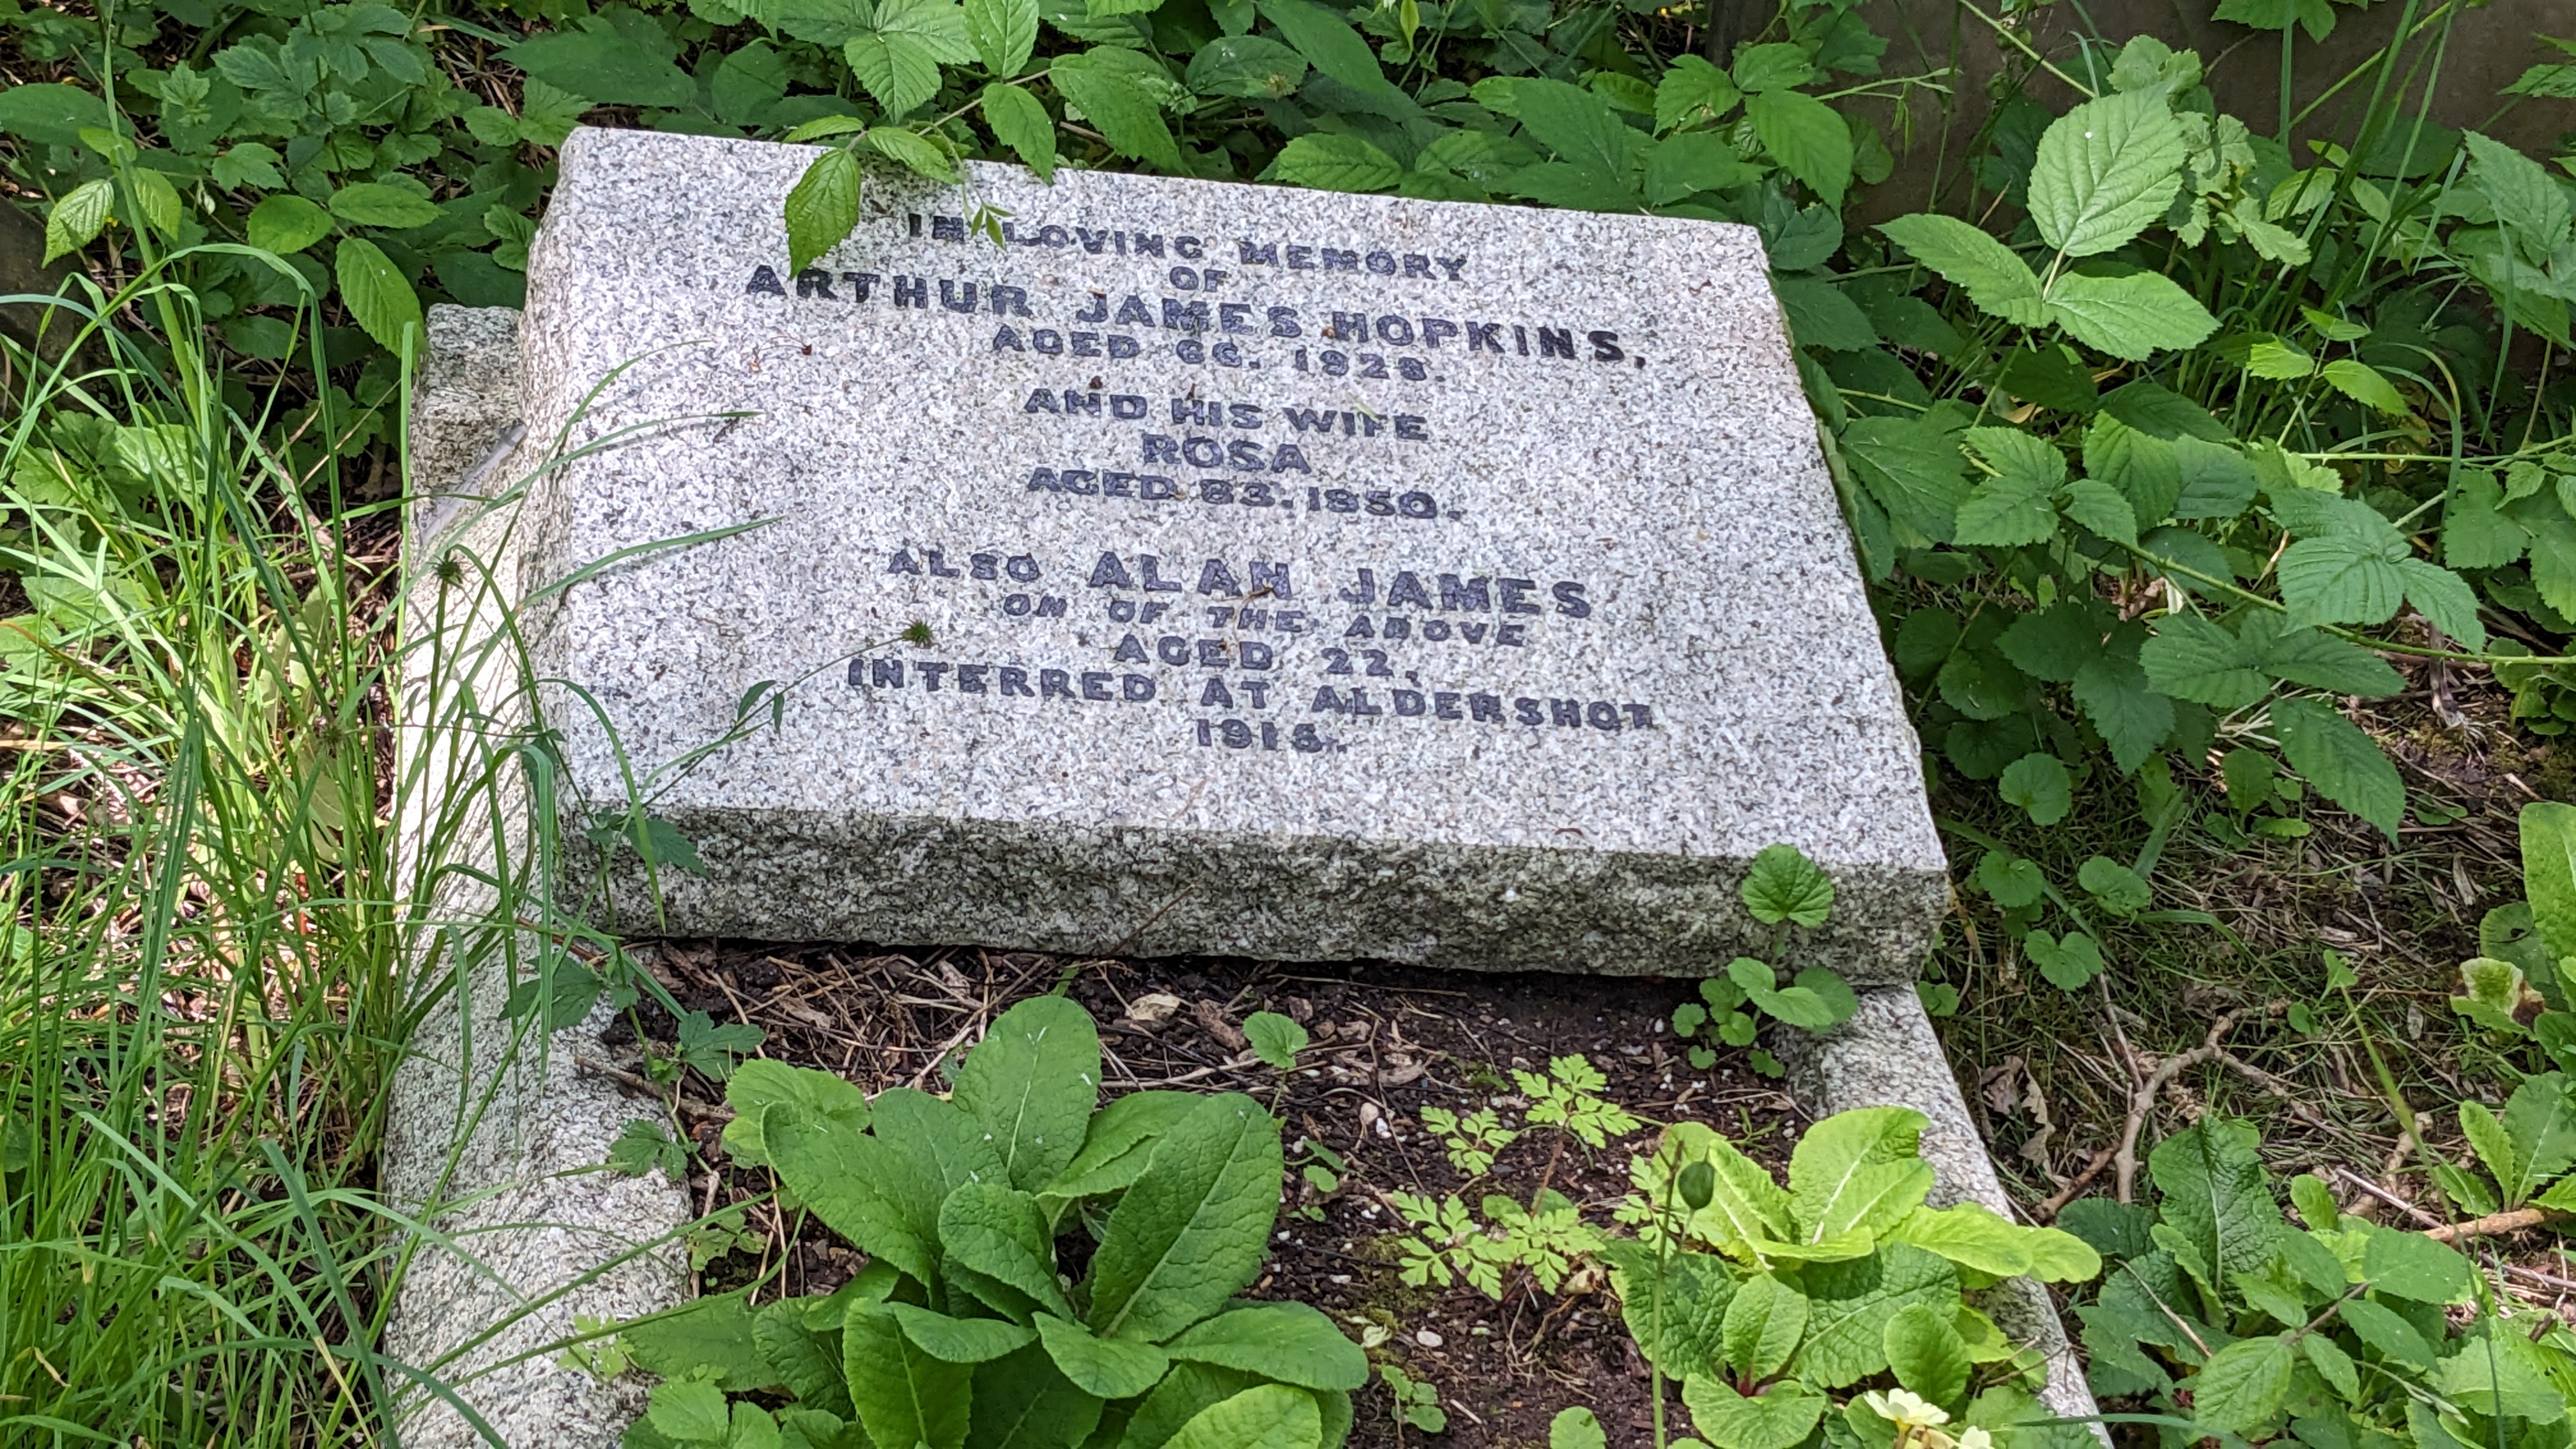 IN LOVING MEMORY
OF
ARTHUR JAMES HOPKINS,
AGED 66. 1928.
AND HIS WIFE
ROSA
AGED 83. 1950.
ALSO ALAN JAMES
ON OF THE ABOVE
AGED 22,
INTERRED AT ALDERSHOT
1915.